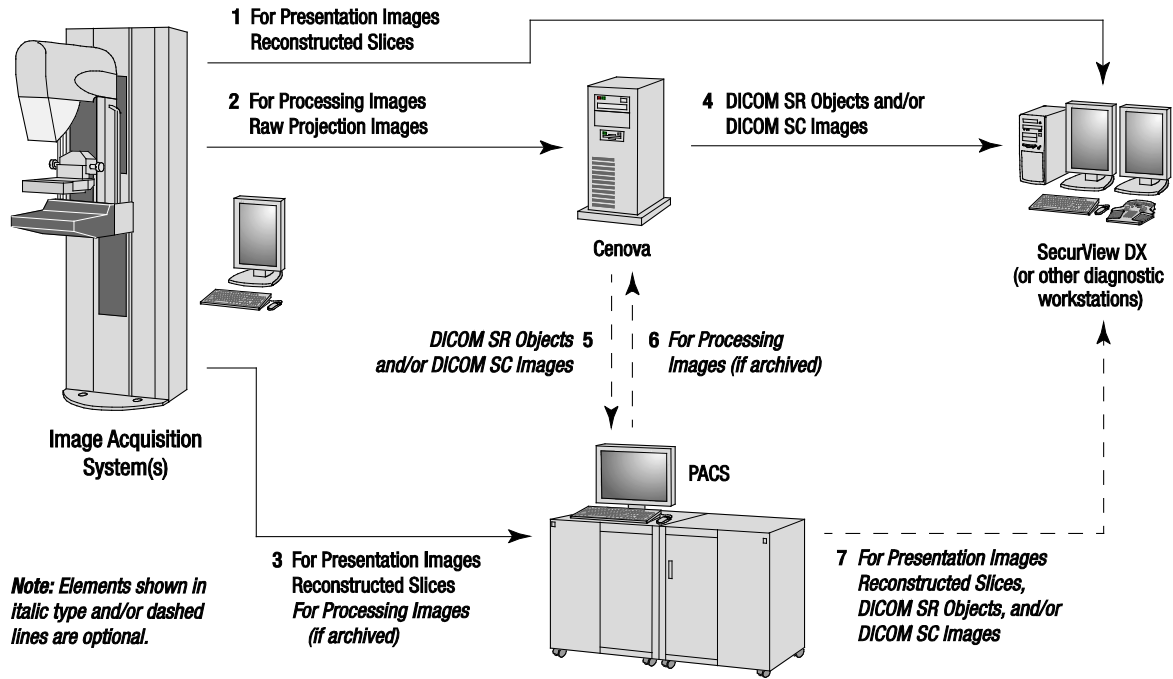 1 For Presentation Images
Reconstructed Slices
2 For Processing Images
Raw Projection Images
4 DICOM SR Objects and/or
DICOM SC Images
Cenova
SecurView DX
(or other diagnostic
workstations)
DICOM SR Objects 5
and/or DICOM SC Images
6 For Processing
Images (if archived)
Image Acquisition
System(s)
PACS
3 For Presentation Images
Reconstructed Slices
For Processing Images
(if archived)
7 For Presentation Images
Reconstructed Slices,
DICOM SR Objects, and/or
DICOM SC Images
Note: Elements shown in
italic type and/or dashed
lines are optional.